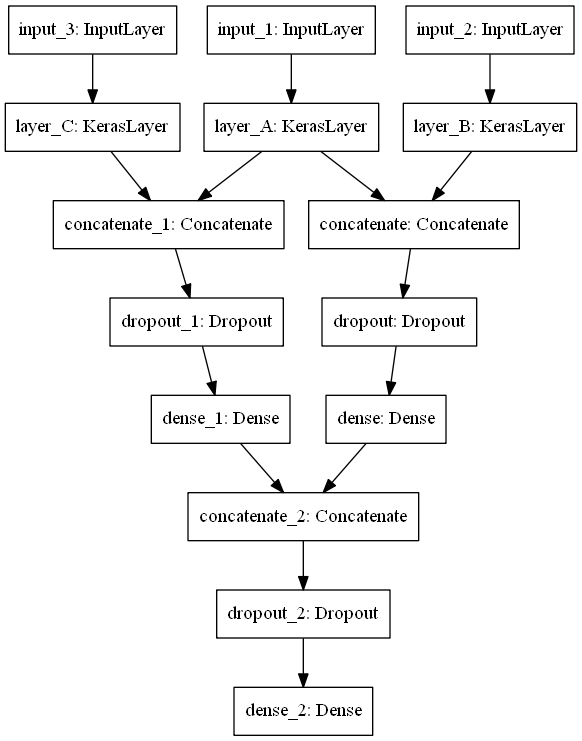 input_3: InputLayer
input_1: InputLayer
input_2: InputLayer
layer_C: KerasLayer
layer_A: KerasLayer
layer_B: KerasLayer
concatenate_1: Concatenate
concatenate: Concatenate
dropout_1: Dropout
dropout: Dropout
dense_1: Dense
dense: Dense
concatenate_2: Concatenate
dropout_2: Dropout
dense_2: Dense